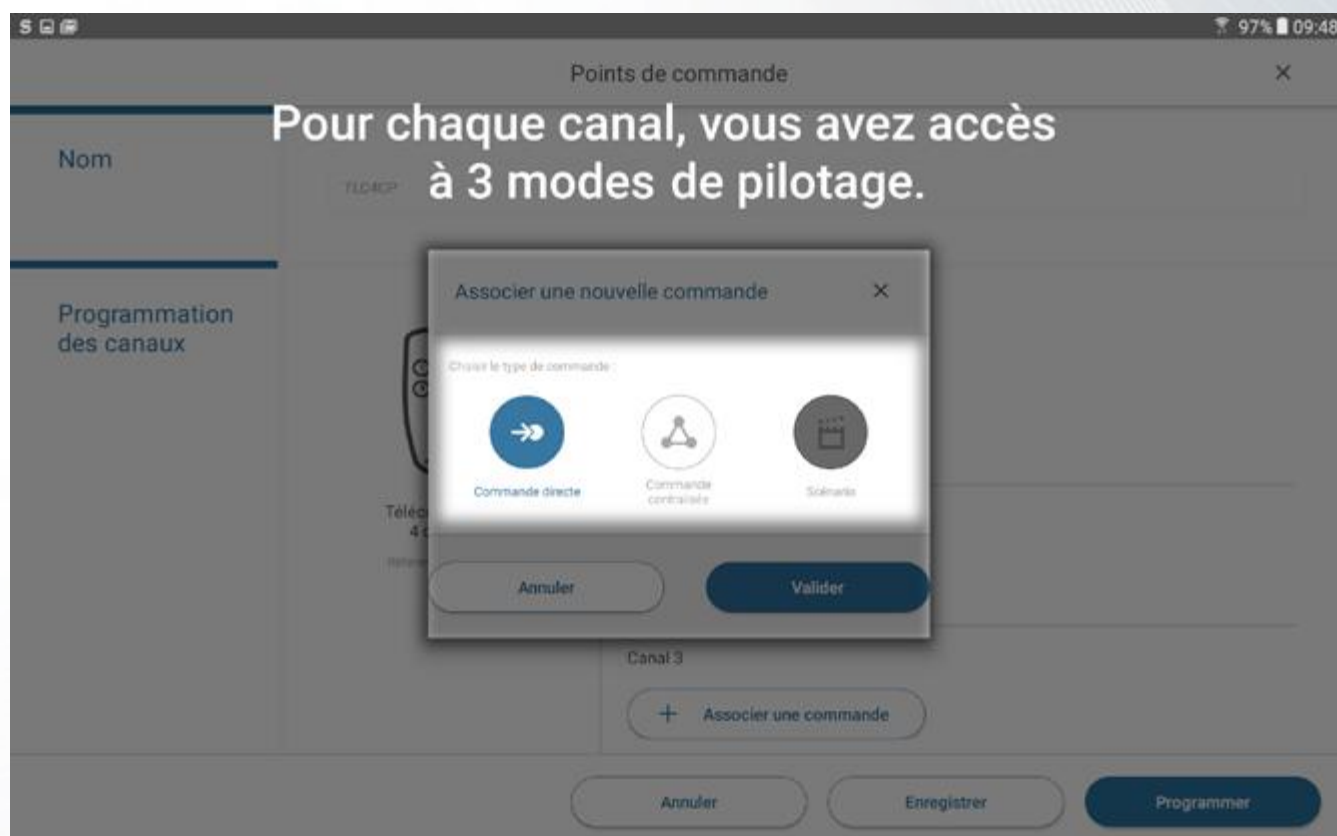 97% 09:48
Points de commande
Pour chaque canal, vous avez accès
à 3 modes de pilotage.
Nom
TLC4CP
Associer une nouvelle commande
Programmation
des canaux
Choisir le type de commande :
Commande directe
Commande
centralisée
Scénario
4
Annuler
Valider
Canal 3
+ Associer une commande
Annuler
Enregistrer
Programmer